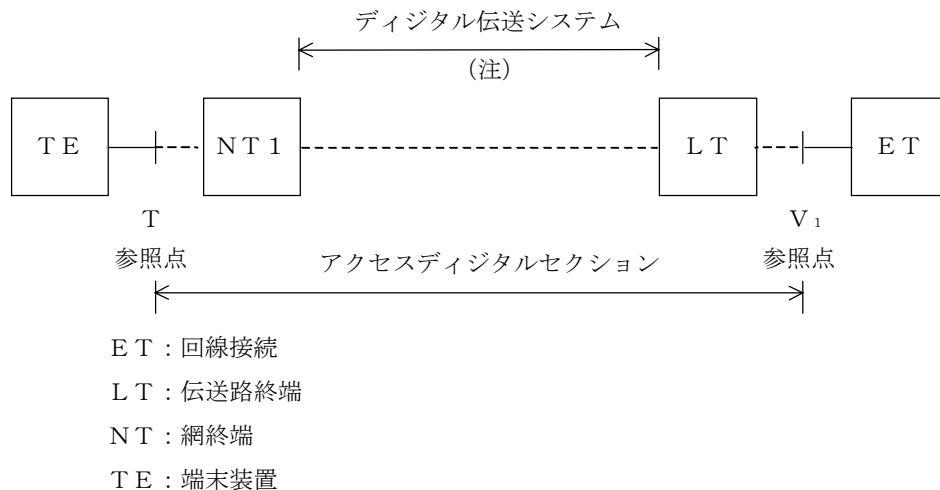 ディジタル伝送システム
(注)
TE
NT1
LT
ET
T
参照点
V₁
参照点
アクセスディジタルセクション
ET:回線接続
LT:伝送路終端
NT:網終端
TE:端末装置